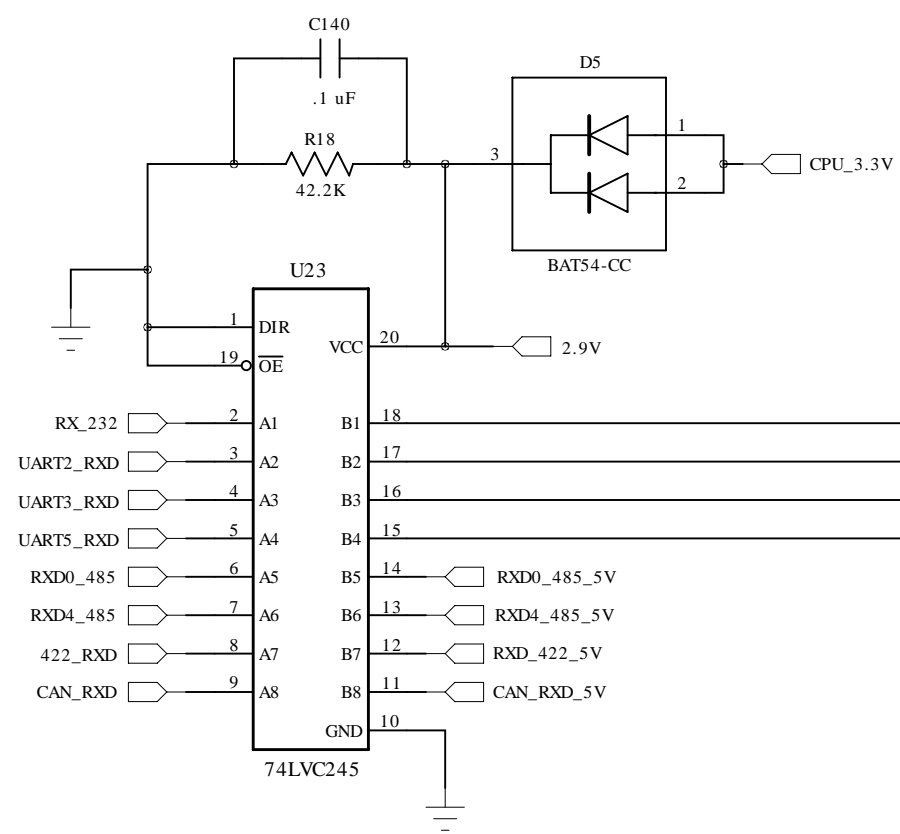 C140
.1 uF
D5
R18
42.2K
3
1
2
CPU_3.3V
BAT54-CC
U23
1 DIR
19 OE
VCC 20
2.9V
RX_232 2 A1 B1 18
UART2_RXD 3 A2 B2 17
UART3_RXD 4 A3 B3 16
UART5_RXD 5 A4 B4 15
RXD0_485 6 A5 B5 14 RXD0_485_5V
RXD4_485 7 A6 B6 13 RXD4_485_5V
422_RXD 8 A7 B7 12 RXD_422_5V
CAN_RXD 9 A8 B8 11 CAN_RXD_5V
GND 10
74LVC245